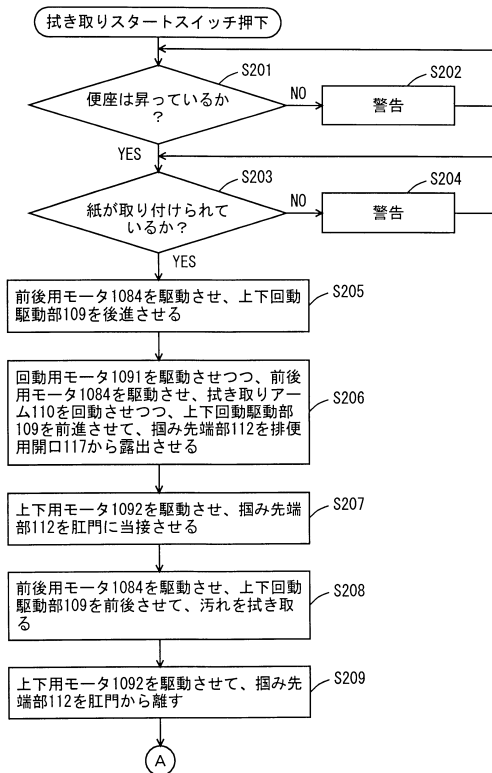 拭き取りスタートスイッチ押下
S201
便座は昇っているか
?
NO
S202
警告
YES
S203
紙が取り付けられて
いるか?
NO
S204
警告
YES
S205
前後用モータ1084を駆動させ、上下回動
駆動部109を後進させる
S206
回動用モータ1091を駆動させつつ、前後
用モータ1084を駆動させ、拭き取りアー
ム110を回動させつつ、上下回動駆動部
109を前進させて、掴み先端部112を排便
用開口117から露出させる
S207
上下用モータ1092を駆動させ、掴み先端
部112を肛門に当接させる
S208
前後用モータ1084を駆動させ、上下回動
駆動部109を前後させて、汚れを拭き取
る
S209
上下用モータ1092を駆動させて、掴み先
端部112を肛門から離す
A